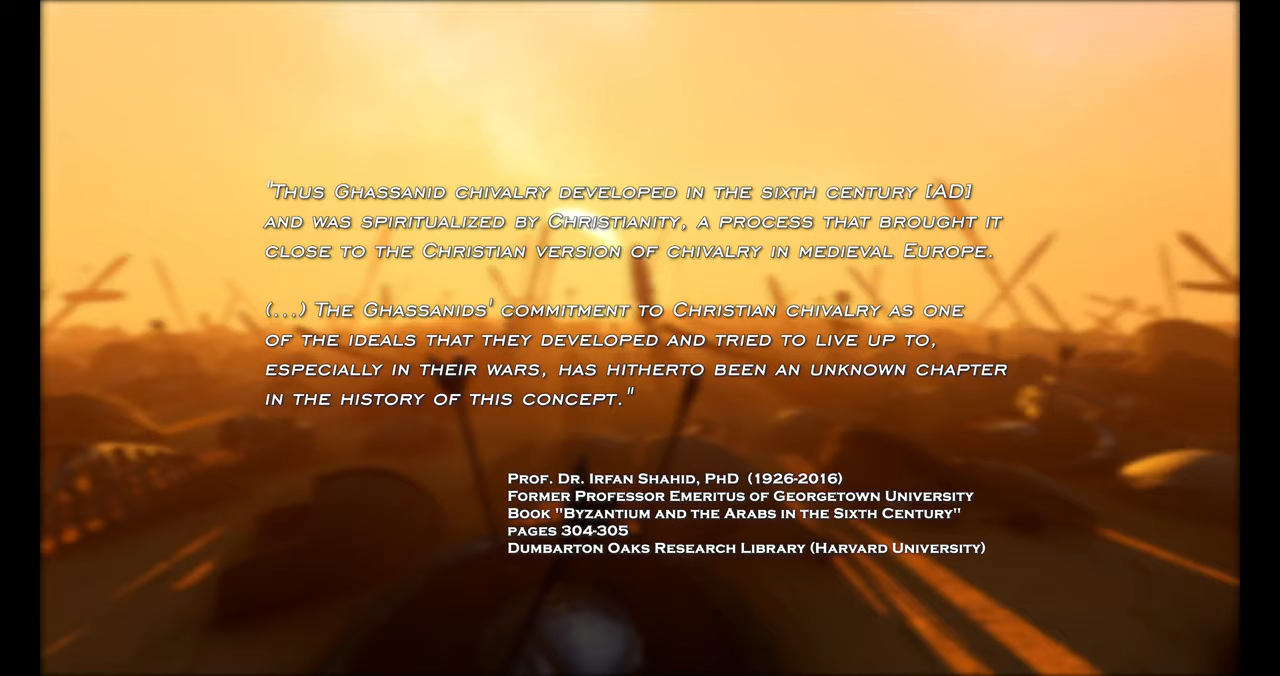 "Thus Ghassanid chivalry developed in the sixth century [AD]
and was spiritualized by Christianity, a process that brought it
close to the Christian version of chivalry in medieval Europe.
(...) The Ghassanids' commitment to Christian chivalry as one
of the ideals that they developed and tried to live up to,
especially in their wars, has hitherto been an unknown chapter
in the history of this concept."
Prof. Dr. Irfan Shahid, PhD (1926-2016)
Former Professor Emeritus of Georgetown University
Book "Byzantium and the Arabs in the Sixth Century"
pages 304-305
Dumbarton Oaks Research Library (Harvard University)